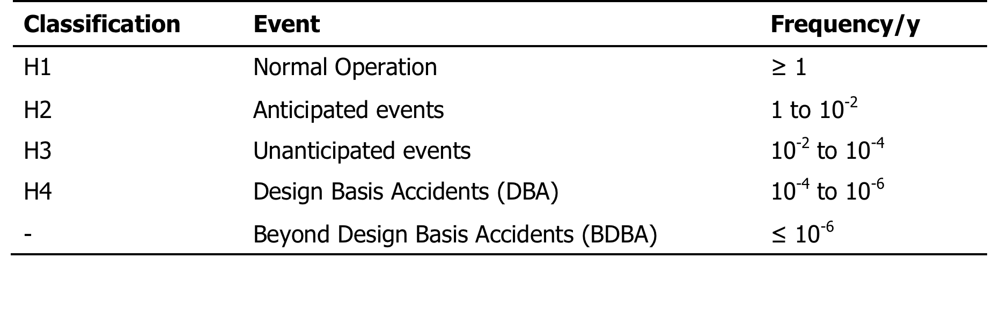 Classification Event Frequency/y
H1 Normal Operation ≥ 1
H2 Anticipated events 1 to 10⁻²
H3 Unanticipated events 10⁻² to 10⁻⁴
H4 Design Basis Accidents (DBA) 10⁻⁴ to 10⁻⁶
- Beyond Design Basis Accidents (BDBA) ≤ 10⁻⁶